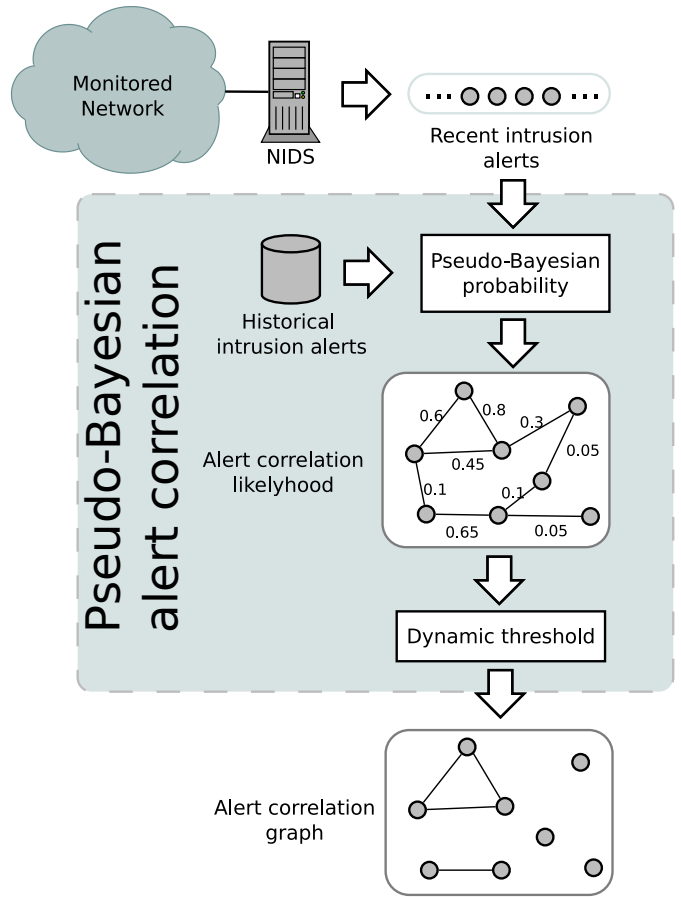 Monitored
Network
NIDS
Recent intrusion
alerts
Pseudo-Bayesian
alert correlation
Pseudo-Bayesian
probability
Historical
intrusion alerts
Alert correlation
likelyhood
0.6
0.8
0.3
0.45
0.05
0.1
0.1
0.65
0.05
Dynamic threshold
Alert correlation
graph